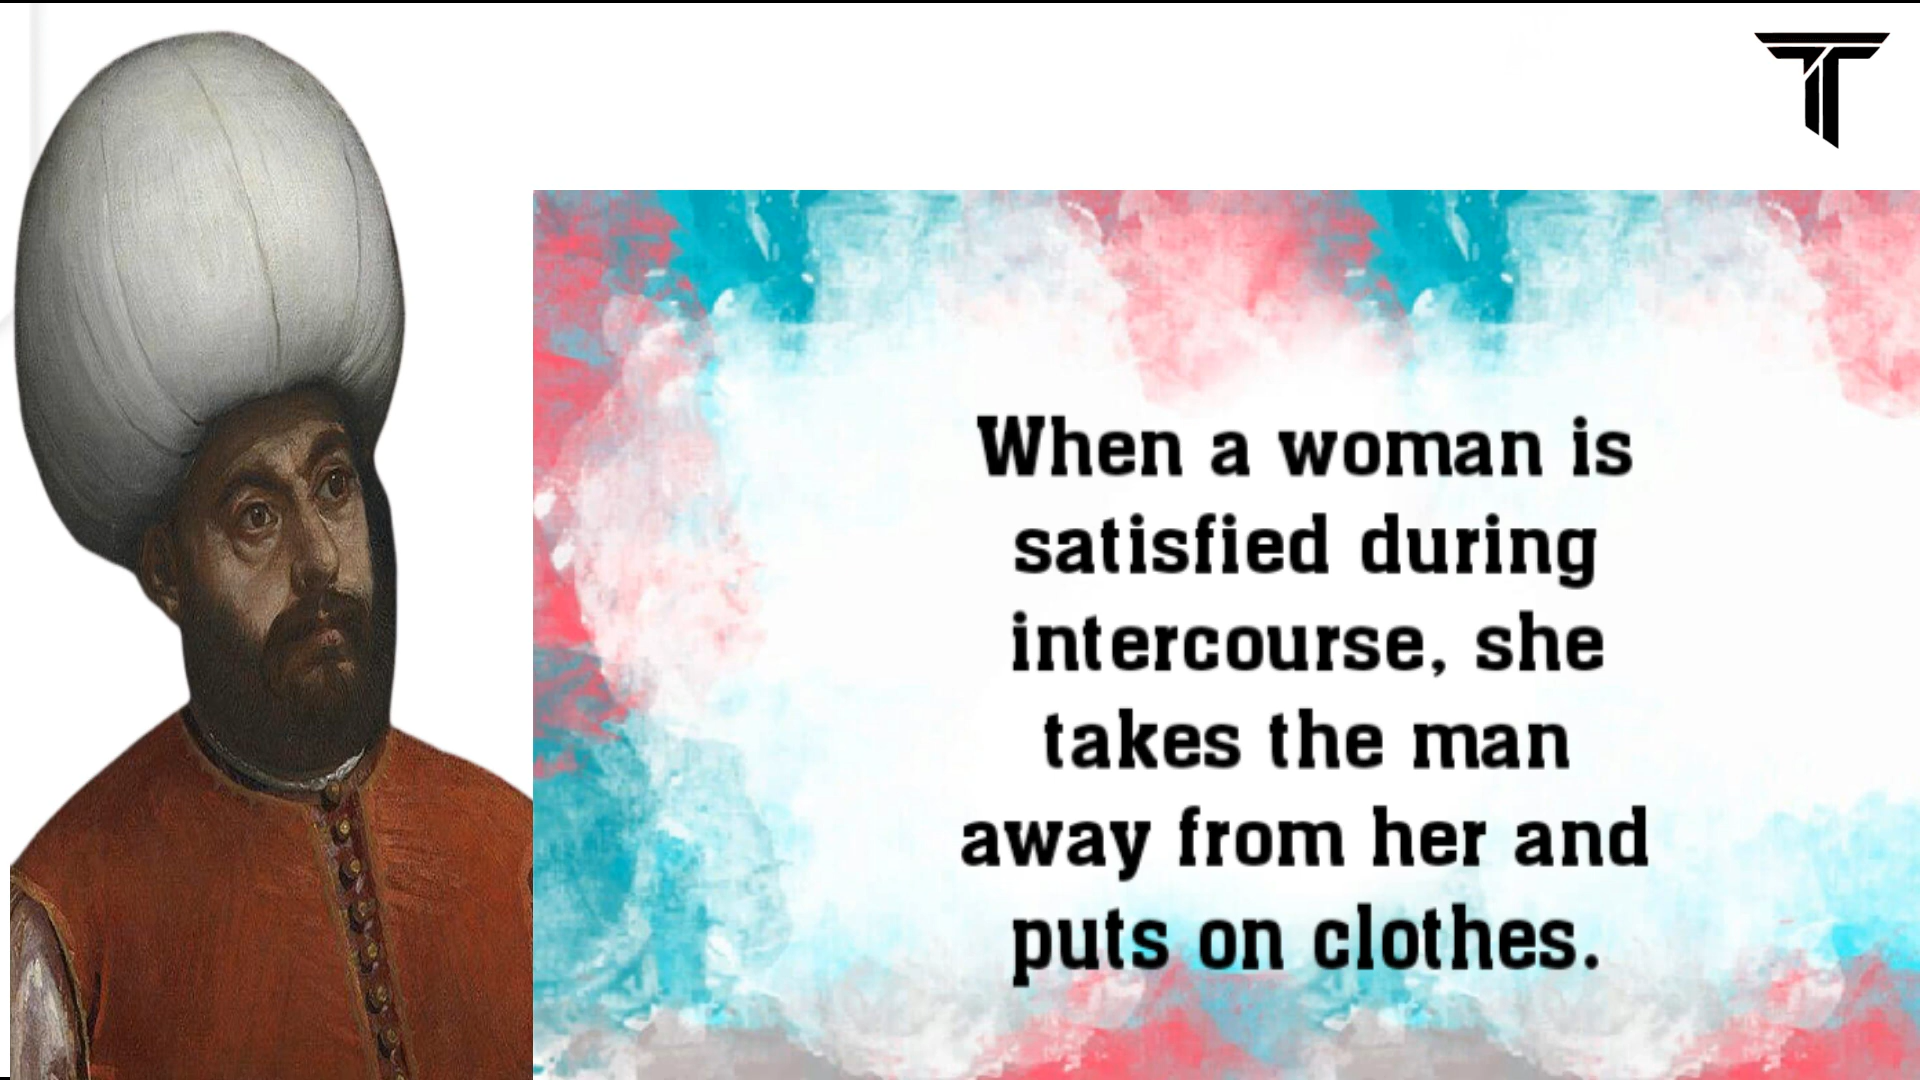 When a woman is
satisfied during
intercourse, she
takes the man
away from her and
puts on clothes.